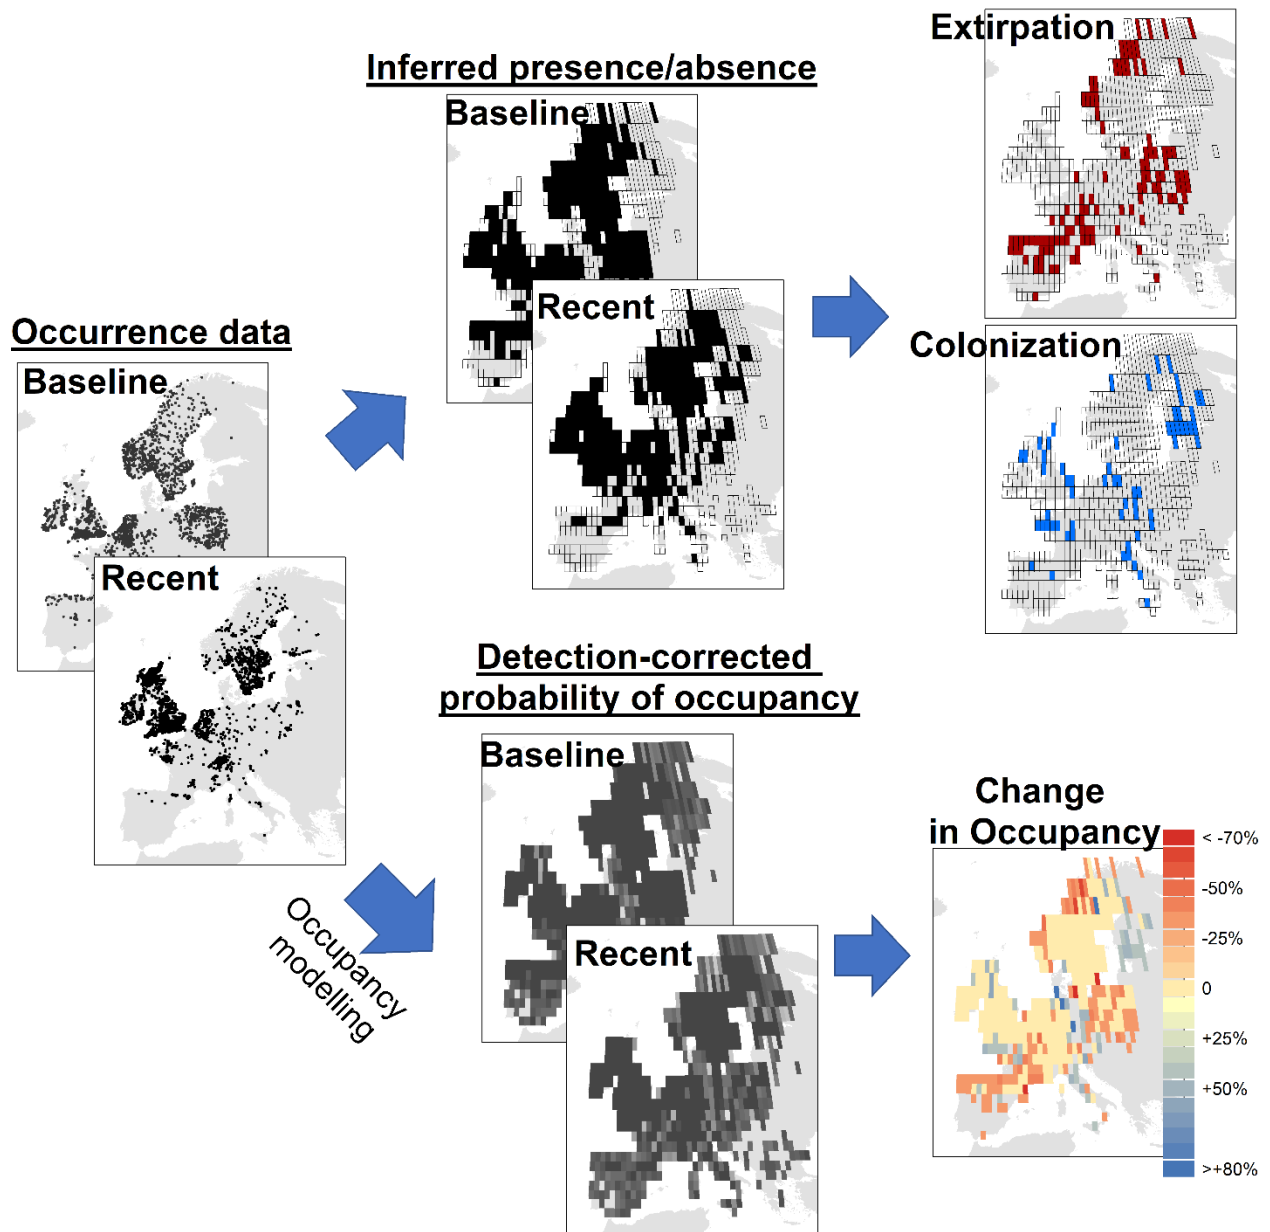 Occurrence data
Baseline
Recent
Inferred presence/absence
Baseline
Recent
Extirpation
Colonization
Occupancy
modelling
Detection-corrected
probability of occupancy
Baseline
Recent
Change
in Occupancy
< -70%
-50%
-25%
0
+25%
+50%
>+80%